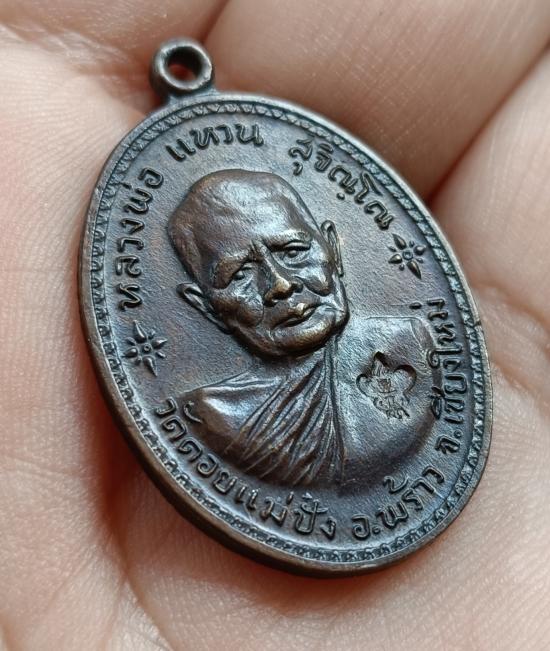 หลวงพ่อ แหวน สุจิณฺโณ
วัดดอยแม่ปั๋ง อ.พร้าว จ.เชียงใหม่